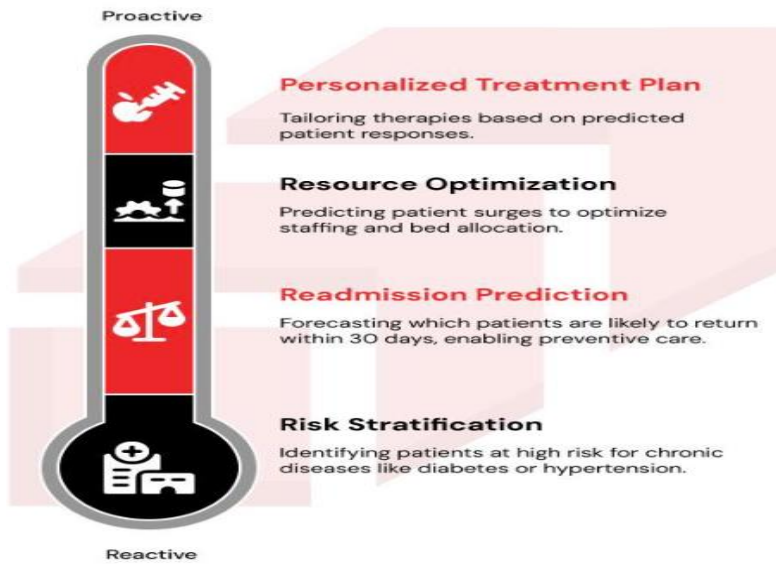 Proactive
Personalized Treatment Plan
Tailoring therapies based on predicted
patient responses.
Resource Optimization
Predicting patient surges to optimize
staffing and bed allocation.
Readmission Prediction
Forecasting which patients are likely to return
within 30 days, enabling preventive care.
Risk Stratification
Identifying patients at high risk for chronic
diseases like diabetes or hypertension.
Reactive